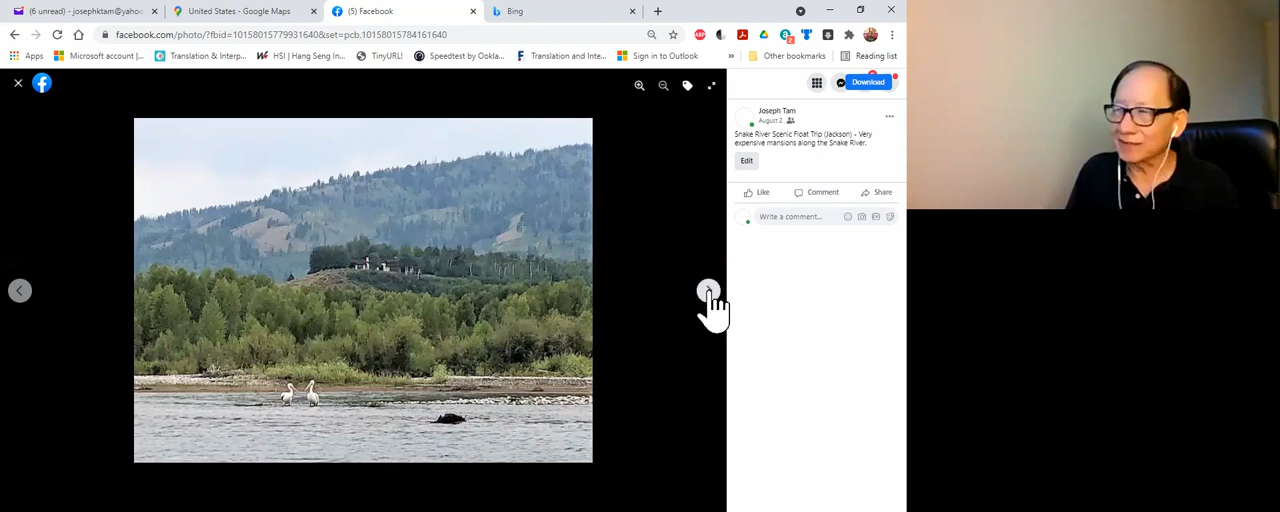 (6 unread) - josephktam@yahoo
United States - Google Maps
(5) Facebook
Bing
facebook.com/photo/?fbid=10158015779931640&set=pcb.10158015784161640
Apps
Microsoft account |...
Translation & Interp...
HSI | Hang Seng In...
TinyURL!
Speedtest by Ookla...
Translation and Inte...
Sign in to Outlook
»
Other bookmarks
Reading list
Download
Joseph Tam
August 2
Snake River Scenic Float Trip (Jackson) - Very
expensive mansions along the Snake River.
Edit
Like
Comment
Share
Write a comment...